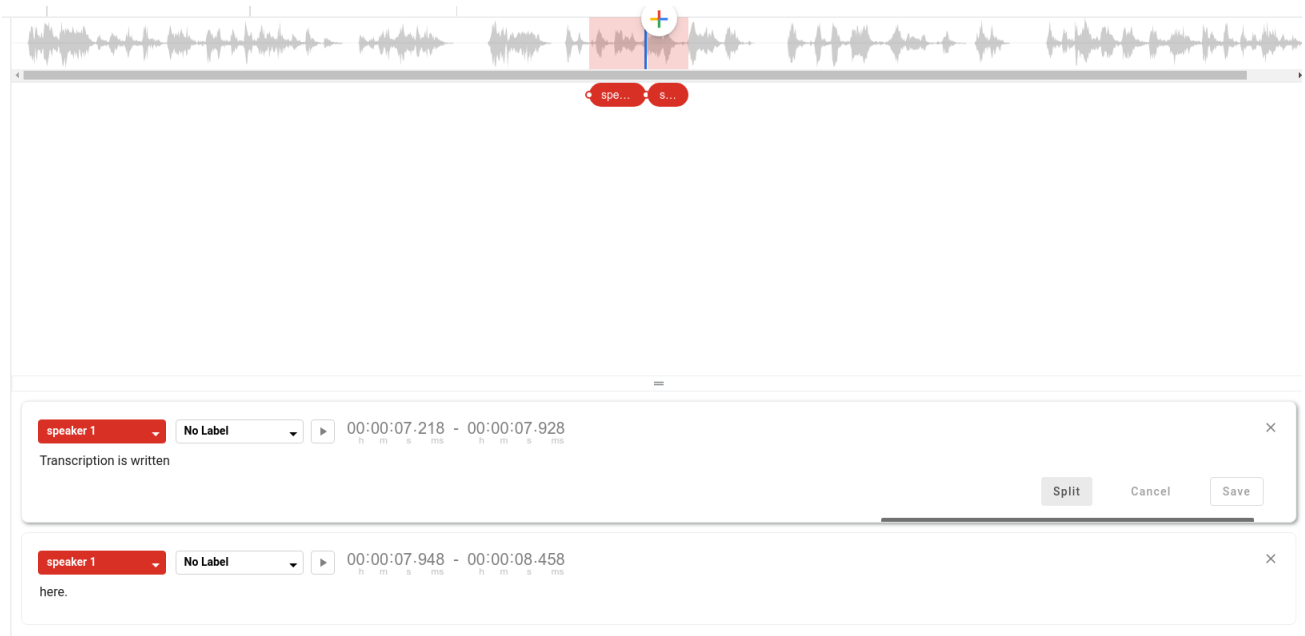 spe... s...
speaker 1 No Label 00:00:07.218 - 00:00:07.928
h m s ms h m s ms
Transcription is written
Split Cancel Save
speaker 1 No Label 00:00:07.948 - 00:00:08.458
h m s ms h m s ms
here.